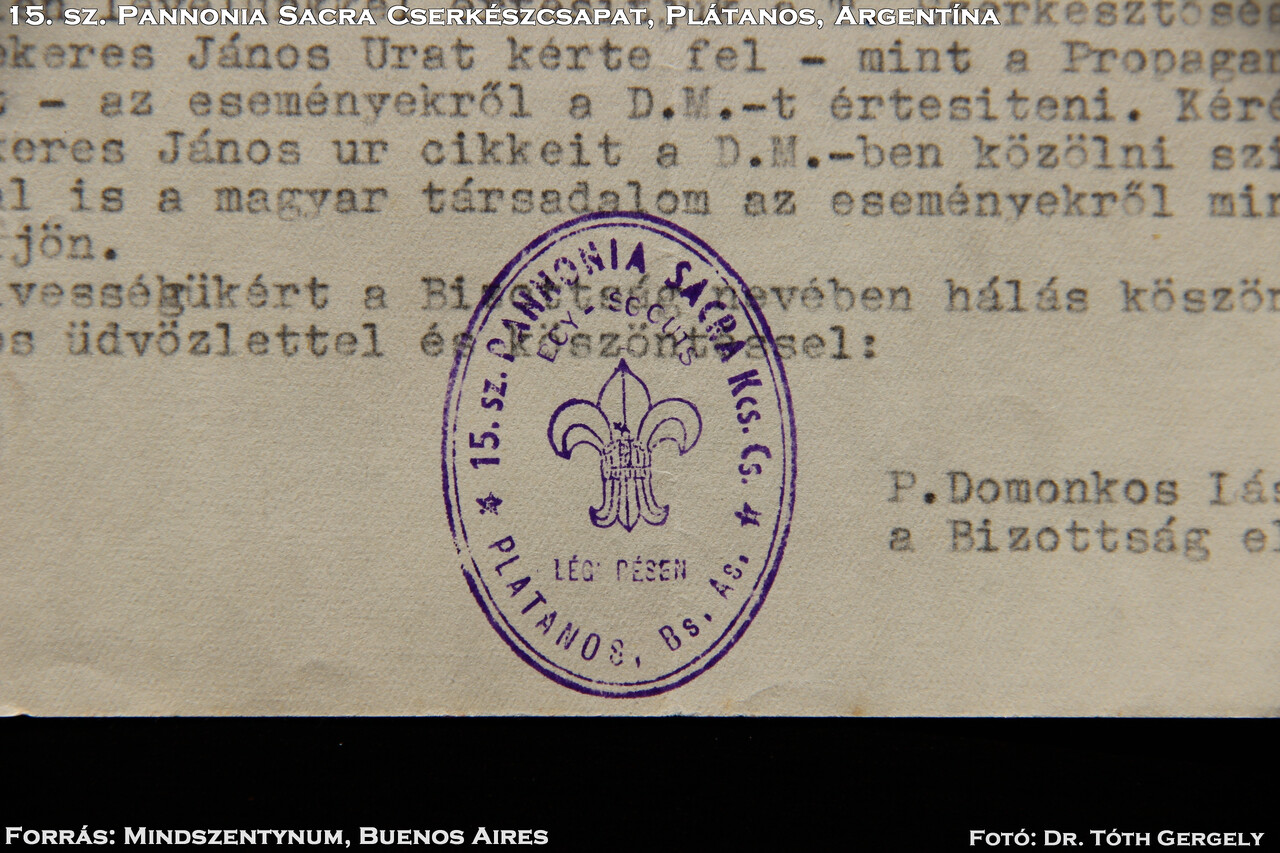 15. sz. Pannonia Sacra Cserkészcsapat, Plátanos, Argentína
keres János Urat kérte fel - mint a Propagan
- az eseményekről a D.M.-t értesiteni. Kéré
keres János ur cikkeit a D.M.-ben közölni szi
l is a magyar társadalom az eseményekről min
jön.
vességükért a Bizottság nevében hálás köszön
s üdvözlettel és köszöntéssel:
* 15. sz. PANNONIA SACRA Kcs. Cs. *
SCOUTS
PLATANOS, Bs. As.
P.Domonkos Lás
a Bizottság el
Forrás: Mindszentynum, Buenos Aires
Fotó: Dr. Tóth Gergely